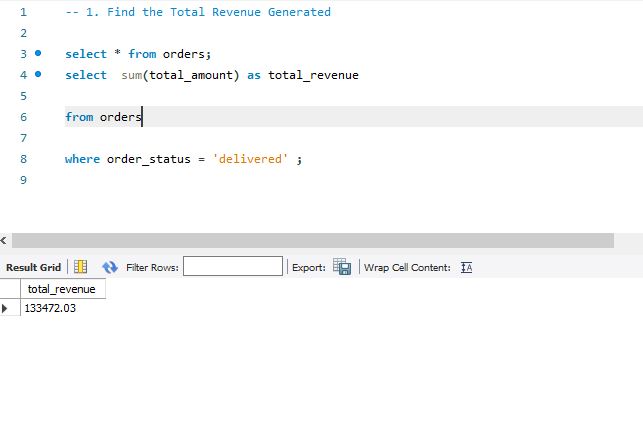 1 -- 1. Find the Total Revenue Generated
2
3 select * from orders;
4 select sum(total_amount) as total_revenue
5
6 from orders
7
8 where order_status = 'delivered' ;
9
Result Grid Filter Rows: Export: Wrap Cell Content: IA
total_revenue
133472.03